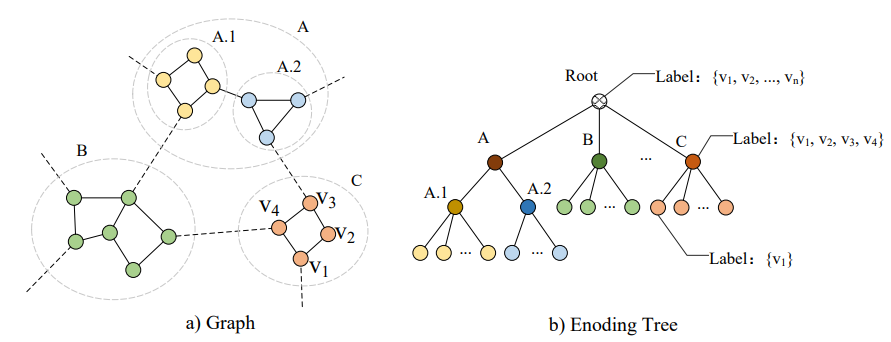 A
A.1
A.2
B
C
V4
V3
V2
V1
a) Graph
Root
Label: {v1, v2, ..., vn}
A
B
...
C
Label: {v1, v2, v3, v4}
A.1
A.2
...
...
...
...
Label: {v1}
b) Enoding Tree